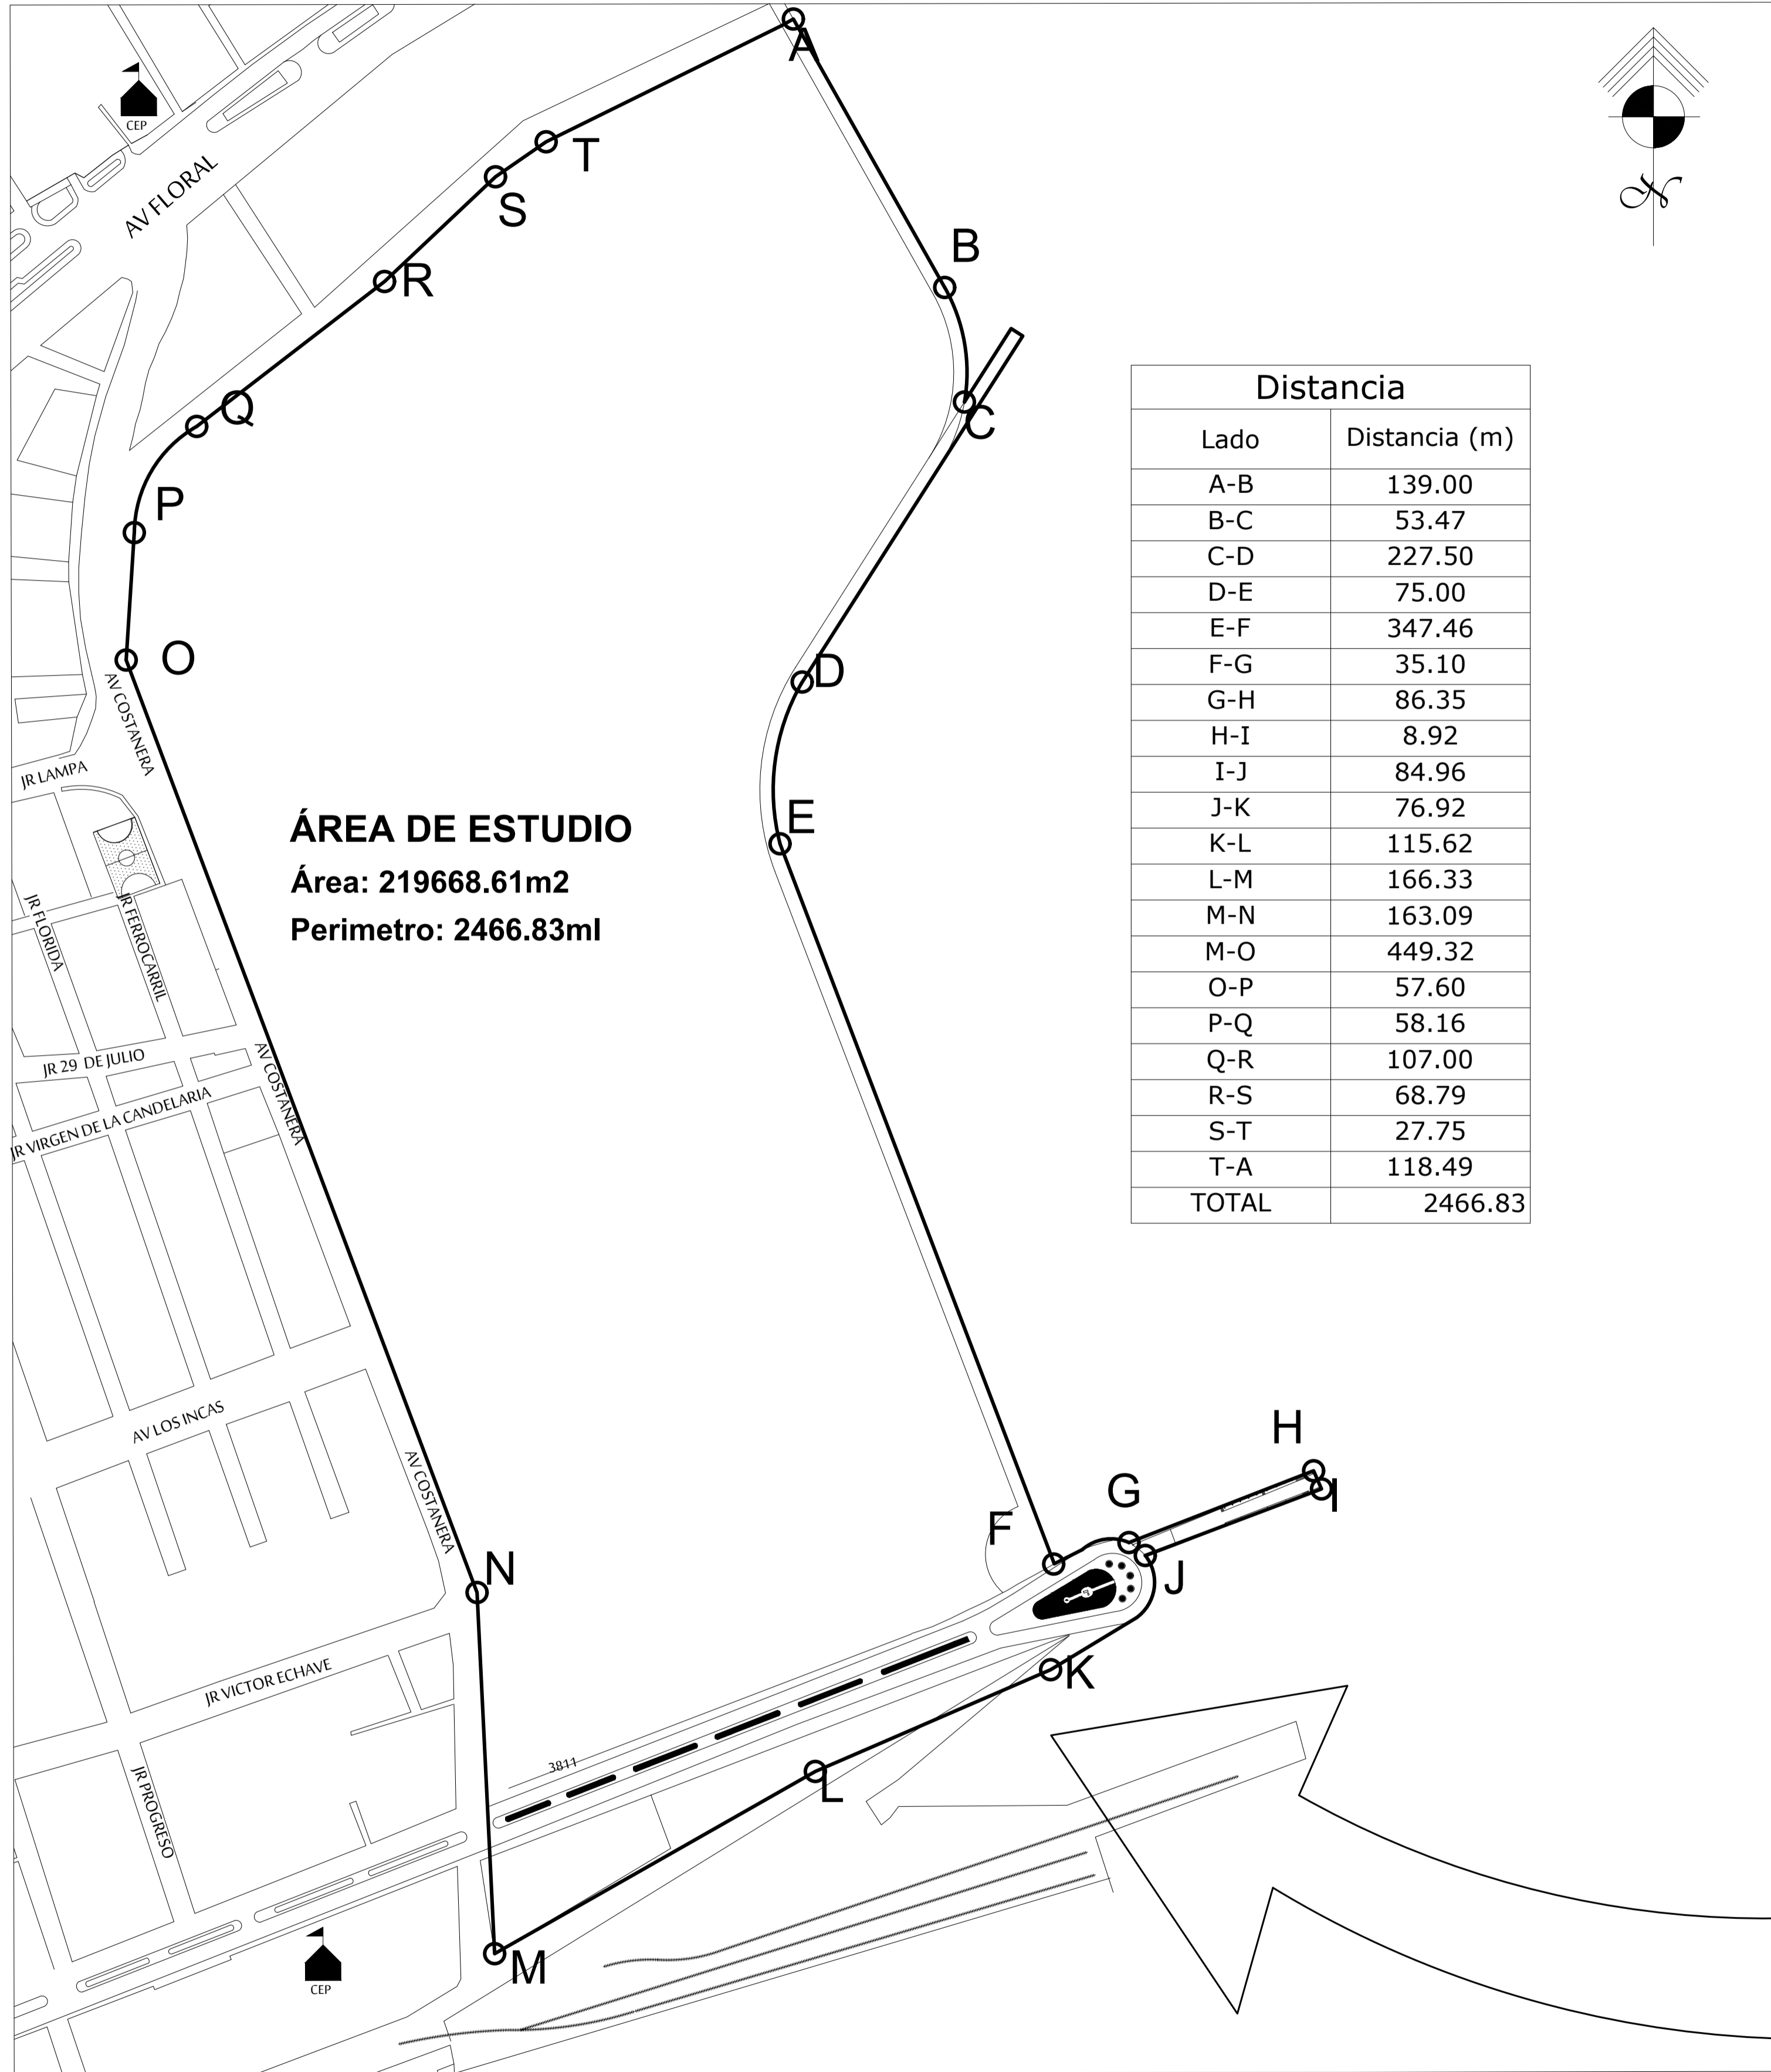 A
CEP
AV FLORAL
T
S
B
R
Q
C
P
O
D
E
AV COSTANERA
JR LAMPA
ÁREA DE ESTUDIO
Área: 219668.61m2
Perimetro: 2466.83ml
JR FLORIDA
JR FERROCARRIL
JR 29 DE JULIO
AV COSTANERA
JR VIRGEN DE LA CANDELARIA
AV LOS INCAS
AV COSTANERA
Distancia
Lado Distancia (m)
A-B 139.00
B-C 53.47
C-D 227.50
D-E 75.00
E-F 347.46
F-G 35.10
G-H 86.35
H-I 8.92
I-J 84.96
J-K 76.92
K-L 115.62
L-M 166.33
M-N 163.09
M-O 449.32
O-P 57.60
P-Q 58.16
Q-R 107.00
R-S 68.79
S-T 27.75
T-A 118.49
TOTAL 2466.83
H
G
I
F
N
J
K
JR VICTOR ECHAVE
3811
L
JR PROGRESO
M
CEP
N